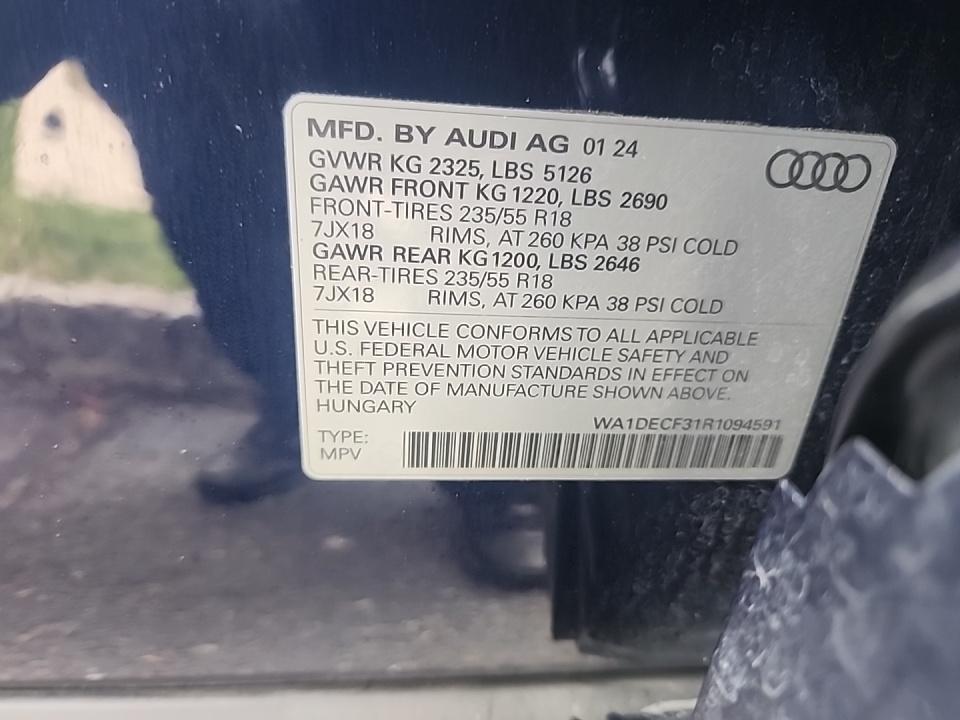 MFD. BY AUDI AG 01 24
GVWR KG 2325, LBS 5126
GAWR FRONT KG 1220, LBS 2690
FRONT-TIRES 235/55 R18
7JX18 RIMS, AT 260 KPA 38 PSI COLD
GAWR REAR KG 1200, LBS 2646
REAR-TIRES 235/55 R18
7JX18 RIMS, AT 260 KPA 38 PSI COLD
THIS VEHICLE CONFORMS TO ALL APPLICABLE
U.S. FEDERAL MOTOR VEHICLE SAFETY AND
THEFT PREVENTION STANDARDS IN EFFECT ON
THE DATE OF MANUFACTURE SHOWN ABOVE.
HUNGARY
WA1DECF31R1094591
TYPE:
MPV